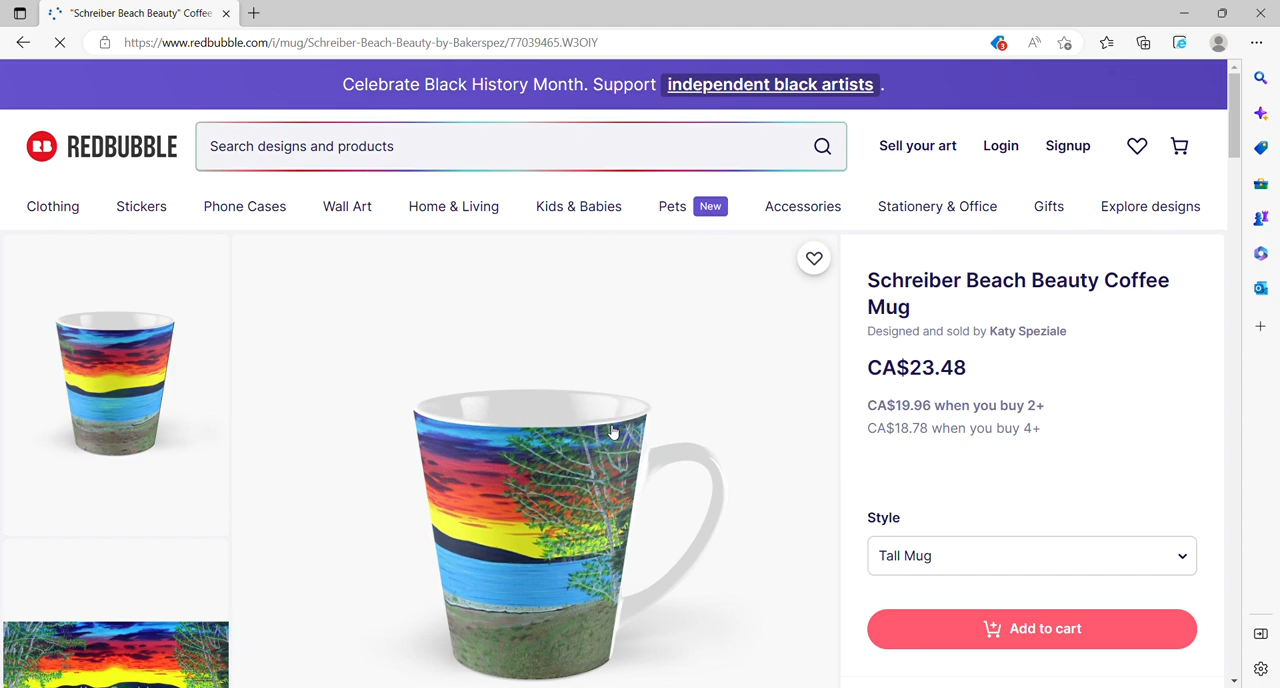 "Schreiber Beach Beauty" Coffee
https://www.redbubble.com/i/mug/Schreiber-Beach-Beauty-by-Bakerspez/77039465.W3OIY
3
Celebrate Black History Month. Support independent black artists .
RB REDBUBBLE
Search designs and products
Sell your art
Login
Signup
Clothing
Stickers
Phone Cases
Wall Art
Home & Living
Kids & Babies
Pets New
Accessories
Stationery & Office
Gifts
Explore designs
Schreiber Beach Beauty Coffee
Mug
Designed and sold by Katy Speziale
CA$23.48
CA$19.96 when you buy 2+
CA$18.78 when you buy 4+
Style
Tall Mug
Add to cart